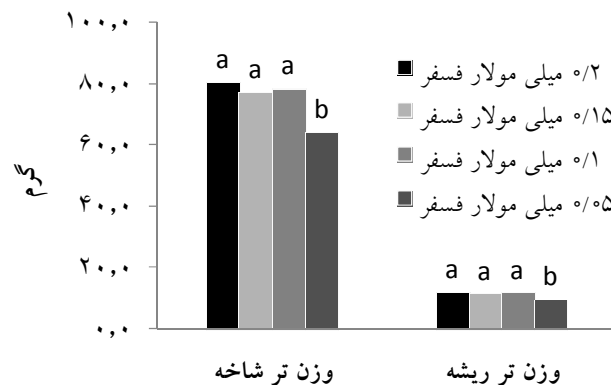 ۱۰۰,۰
۸۰,۰
۶۰,۰
۴۰,۰
۲۰,۰
۰,۰
گرم
a a a b
a a a b
۰/۲ میلی مولار فسفر
۰/۱۵ میلی مولار فسفر
۰/۱ میلی مولار فسفر
۰/۰۵ میلی مولار فسفر
وزن تر شاخه
وزن تر ریشه